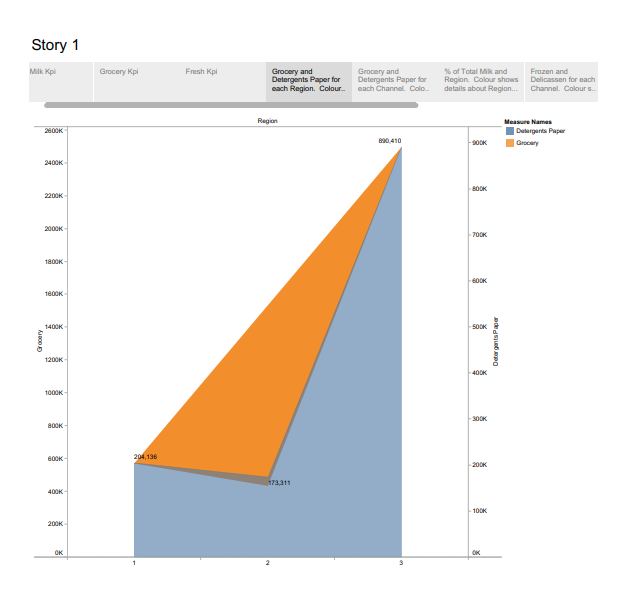 Story 1
Milk Kpi
Grocery Kpi
Fresh Kpi
Grocery and
Detergents Paper for
each Region.  Colour..
Grocery and
Detergents Paper for
each Channel.  Colo..
% of Total Milk and
Region.  Colour shows
details about Region...
Frozen and
Delicassen for each
Channel.  Colour s..
Region
Measure Names
Detergents Paper
Grocery
2600K
2400K
2200K
2000K
1800K
1600K
1400K
1200K
1000K
800K
600K
400K
200K
0K
Grocery
890,410
204,136
173,311
900K
800K
700K
600K
500K
400K
300K
200K
100K
0K
Detergents Paper
1
2
3